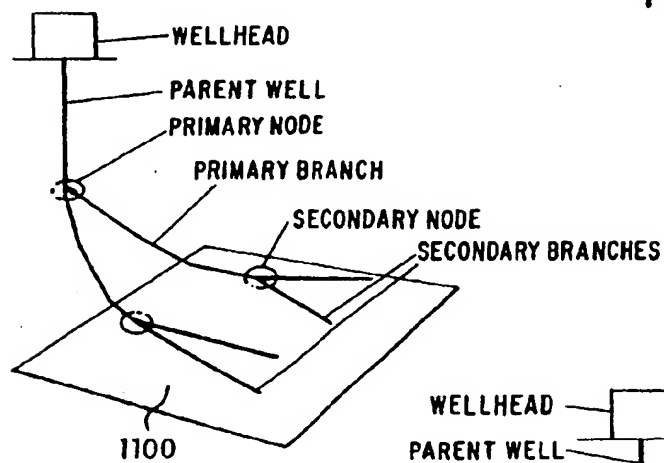 WELLHEAD
PARENT WELL
PRIMARY NODE
PRIMARY BRANCH
SECONDARY NODE
SECONDARY BRANCHES
1100
WELLHEAD
PARENT WELL